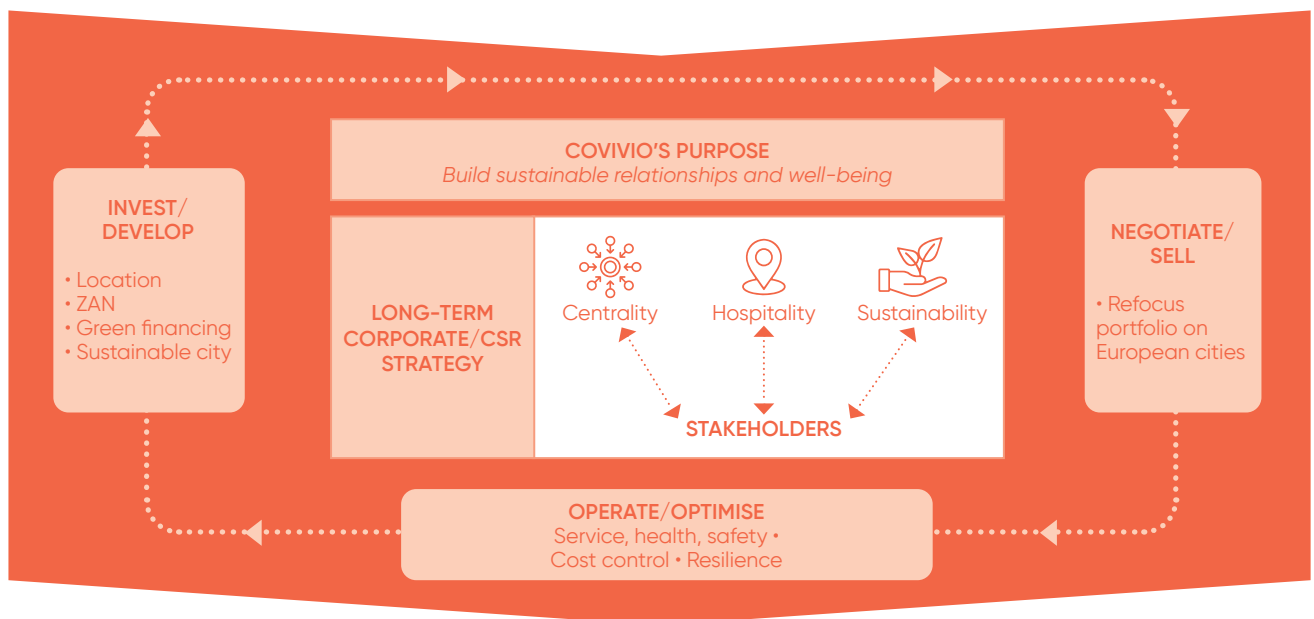 COVIVIO’S PURPOSE
Build sustainable relationships and well-being
INVEST/
DEVELOP
• Location
• ZAN
• Green financing
• Sustainable city
LONG-TERM
CORPORATE/CSR
STRATEGY
Centrality
Hospitality
Sustainability
STAKEHOLDERS
NEGOTIATE/
SELL
• Refocus
portfolio on
European cities
OPERATE/OPTIMISE
Service, health, safety •
Cost control • Resilience